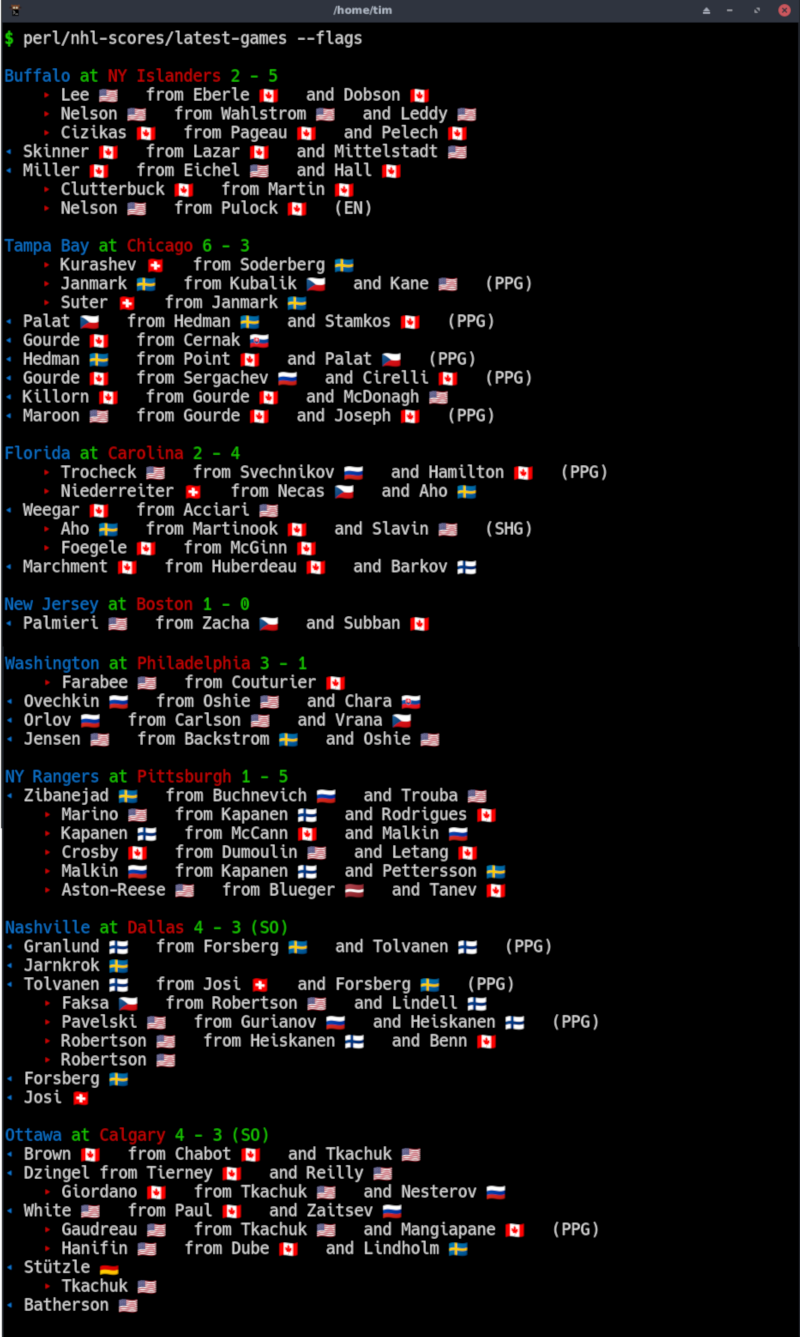 /home/tim
$ perl/nhl-scores/latest-games --flags
Buffalo at NY Islanders 2 - 5
Lee 🇺🇸 from Eberle 🇨🇦 and Dobson 🇨🇦
Nelson 🇺🇸 from Wahlstrom 🇺🇸 and Leddy 🇺🇸
Cizikas 🇨🇦 from Pageau 🇨🇦 and Pelech 🇨🇦
Skinner 🇨🇦 from Lazar 🇨🇦 and Mittelstadt 🇺🇸
Miller 🇨🇦 from Eichel 🇺🇸 and Hall 🇨🇦
Clutterbuck 🇨🇦 from Martin 🇨🇦
Nelson 🇺🇸 from Pulock 🇨🇦 (EN)
Tampa Bay at Chicago 6 - 3
Kurashev 🇨🇭 from Soderberg 🇸🇪
Janmark 🇸🇪 from Kubalik 🇨🇿 and Kane 🇺🇸 (PPG)
Suter 🇨🇭 from Janmark 🇸🇪
Palat 🇨🇿 from Hedman 🇸🇪 and Stamkos 🇨🇦 (PPG)
Gourde 🇨🇦 from Cernak 🇸🇰
Hedman 🇸🇪 from Point 🇨🇦 and Palat 🇨🇿 (PPG)
Gourde 🇨🇦 from Sergachev 🇷🇺 and Cirelli 🇨🇦 (PPG)
Killorn 🇨🇦 from Gourde 🇨🇦 and McDonagh 🇺🇸
Maroon 🇺🇸 from Gourde 🇨🇦 and Joseph 🇨🇦 (PPG)
Florida at Carolina 2 - 4
Trocheck 🇺🇸 from Svechnikov 🇷🇺 and Hamilton 🇨🇦 (PPG)
Niederreiter 🇨🇭 from Necas 🇨🇿 and Aho 🇸🇪
Weegar 🇨🇦 from Acciari 🇺🇸
Aho 🇸🇪 from Martinook 🇨🇦 and Slavin 🇺🇸 (SHG)
Foegele 🇨🇦 from McGinn 🇨🇦
Marchment 🇨🇦 from Huberdeau 🇨🇦 and Barkov 🇫🇮
New Jersey at Boston 1 - 0
Palmieri 🇺🇸 from Zacha 🇨🇿 and Subban 🇨🇦
Washington at Philadelphia 3 - 1
Farabee 🇺🇸 from Couturier 🇨🇦
Ovechkin 🇷🇺 from Oshie 🇺🇸 and Chara 🇸🇰
Orlov 🇷🇺 from Carlson 🇺🇸 and Vrana 🇨🇿
Jensen 🇺🇸 from Backstrom 🇸🇪 and Oshie 🇺🇸
NY Rangers at Pittsburgh 1 - 5
Zibanejad 🇸🇪 from Buchnevich 🇷🇺 and Trouba 🇺🇸
Marino 🇺🇸 from Kapanen 🇫🇮 and Rodrigues 🇨🇦
Kapanen 🇫🇮 from McCann 🇨🇦 and Malkin 🇷🇺
Crosby 🇨🇦 from Dumoulin 🇺🇸 and Letang 🇨🇦
Malkin 🇷🇺 from Kapanen 🇫🇮 and Pettersson 🇸🇪
Aston-Reese 🇺🇸 from Blueger 🇱🇻 and Tanev 🇨🇦
Nashville at Dallas 4 - 3 (SO)
Granlund 🇫🇮 from Forsberg 🇸🇪 and Tolvanen 🇫🇮 (PPG)
Jarnkrok 🇸🇪
Tolvanen 🇫🇮 from Josi 🇨🇭 and Forsberg 🇸🇪 (PPG)
Faksa 🇨🇿 from Robertson 🇺🇸 and Lindell 🇫🇮
Pavelski 🇺🇸 from Gurianov 🇷🇺 and Heiskanen 🇫🇮 (PPG)
Robertson 🇺🇸 from Heiskanen 🇫🇮 and Benn 🇨🇦
Robertson 🇺🇸
Forsberg 🇸🇪
Josi 🇨🇭
Ottawa at Calgary 4 - 3 (SO)
Brown 🇨🇦 from Chabot 🇨🇦 and Tkachuk 🇺🇸
Dzingel from Tierney 🇨🇦 and Reilly 🇺🇸
Giordano 🇨🇦 from Tkachuk 🇺🇸 and Nesterov 🇷🇺
White 🇺🇸 from Paul 🇨🇦 and Zaitsev 🇷🇺
Gaudreau 🇺🇸 from Tkachuk 🇺🇸 and Mangiapane 🇨🇦 (PPG)
Hanifin 🇺🇸 from Dube 🇨🇦 and Lindholm 🇸🇪
Stützle 🇩🇪
Tkachuk 🇺🇸
Batherson 🇺🇸